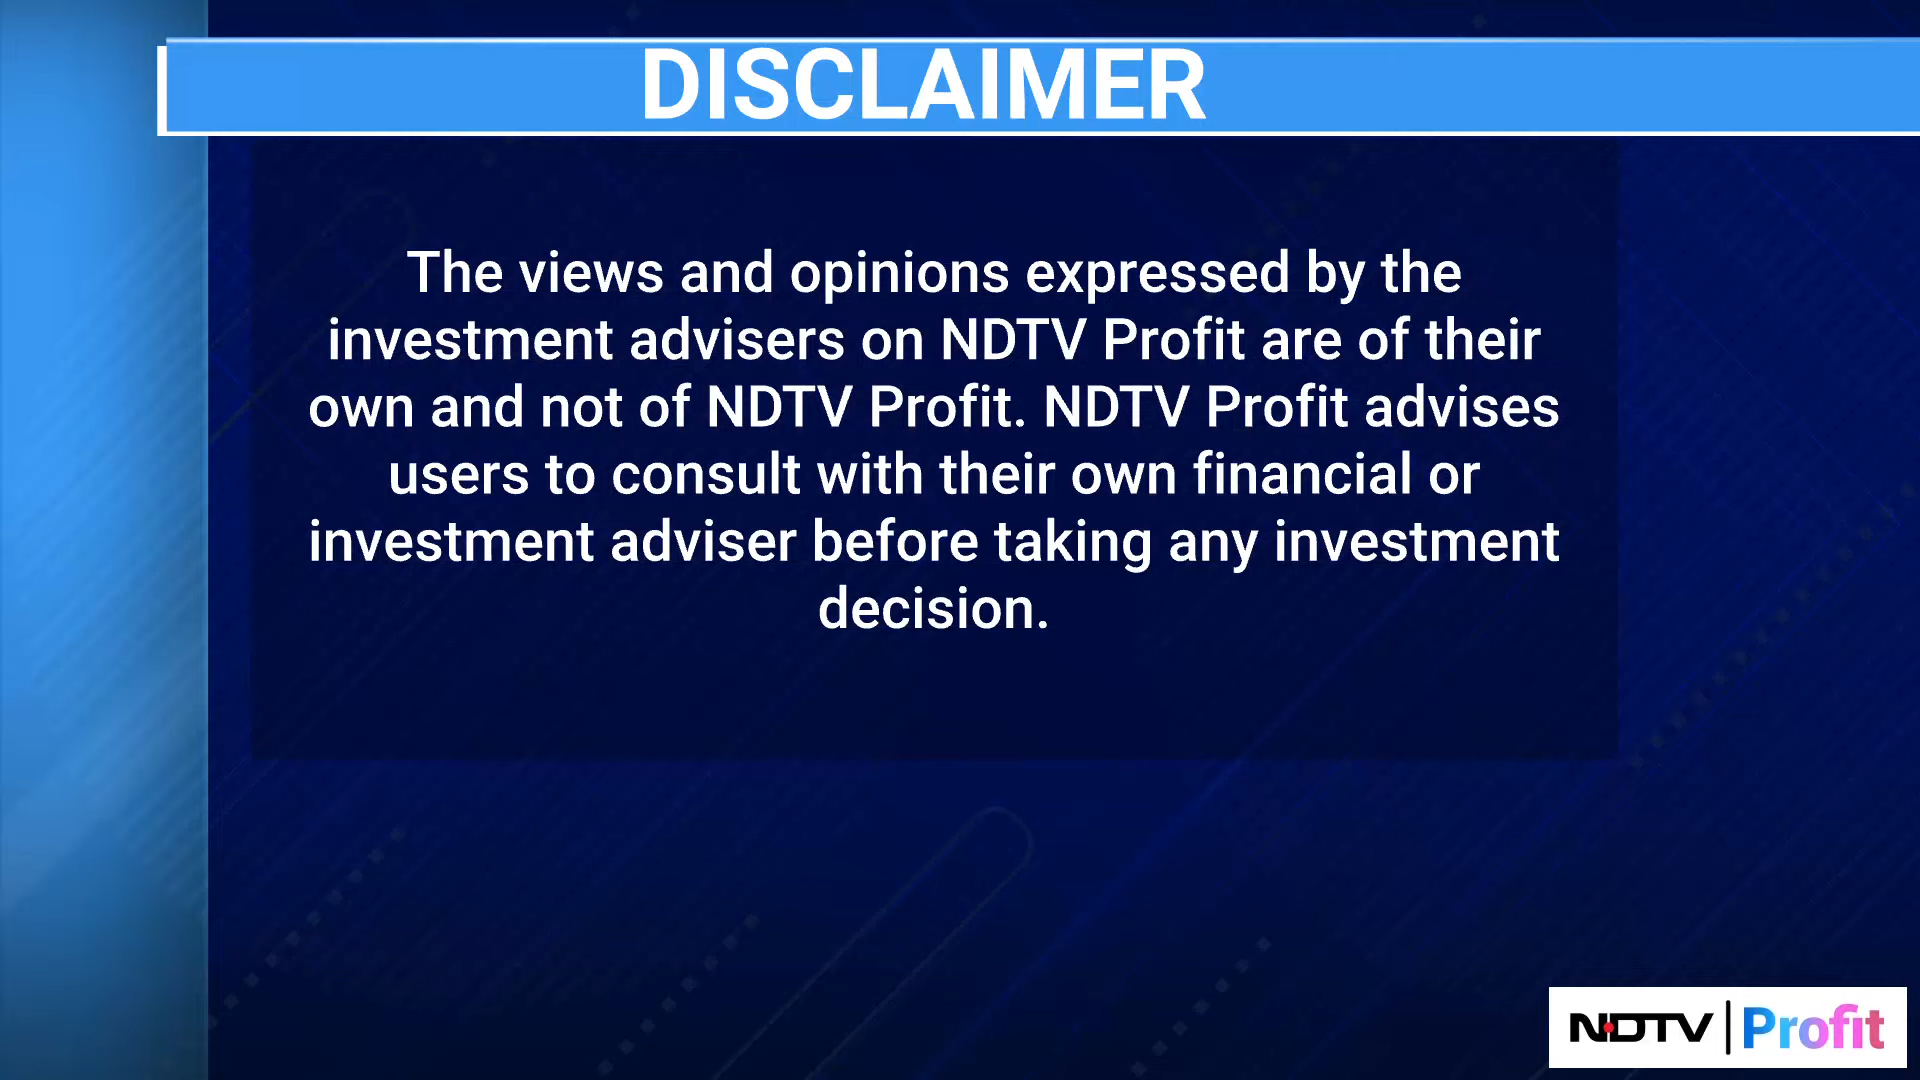 DISCLAIMER
The views and opinions expressed by the
investment advisers on NDTV Profit are of their
own and not of NDTV Profit. NDTV Profit advises
users to consult with their own financial or
investment adviser before taking any investment
decision.
NDTV | Profit